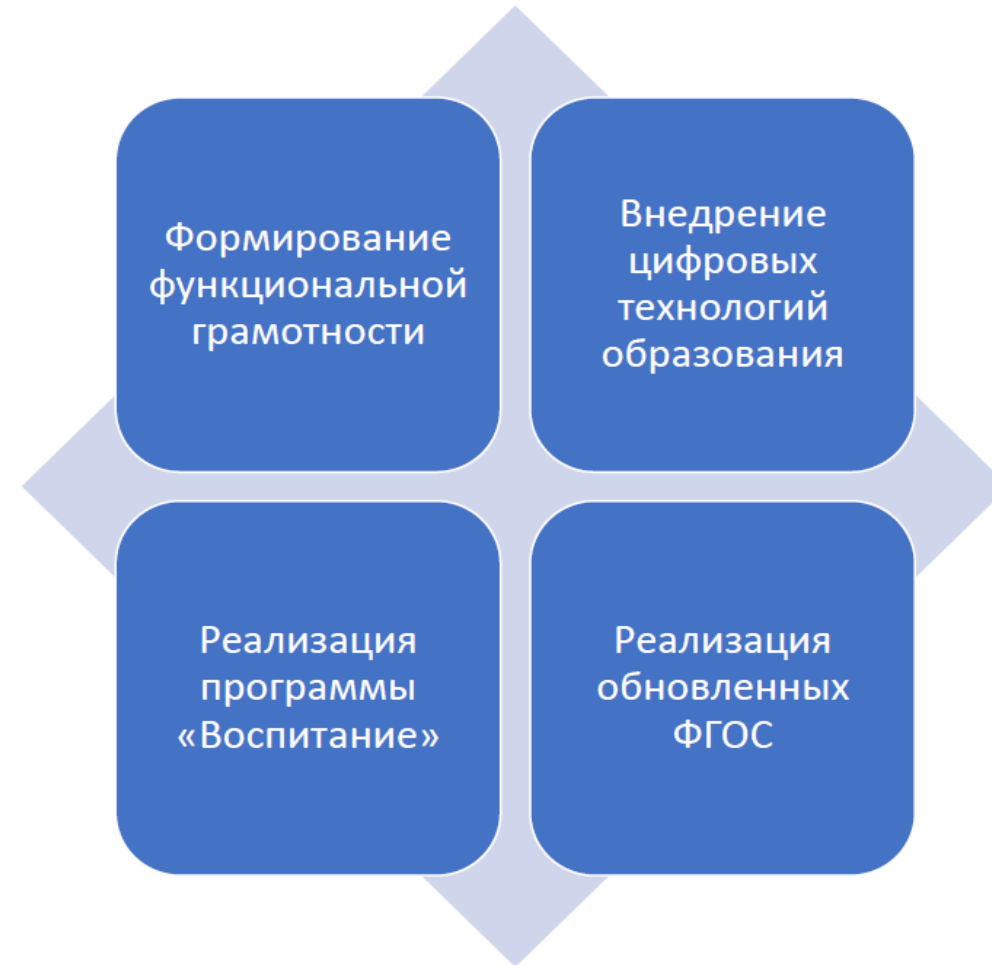 Формирование
функциональной
грамотности
Внедрение
цифровых
технологий
образования
Реализация
программы
«Воспитание»
Реализация
обновленных
ФГОС